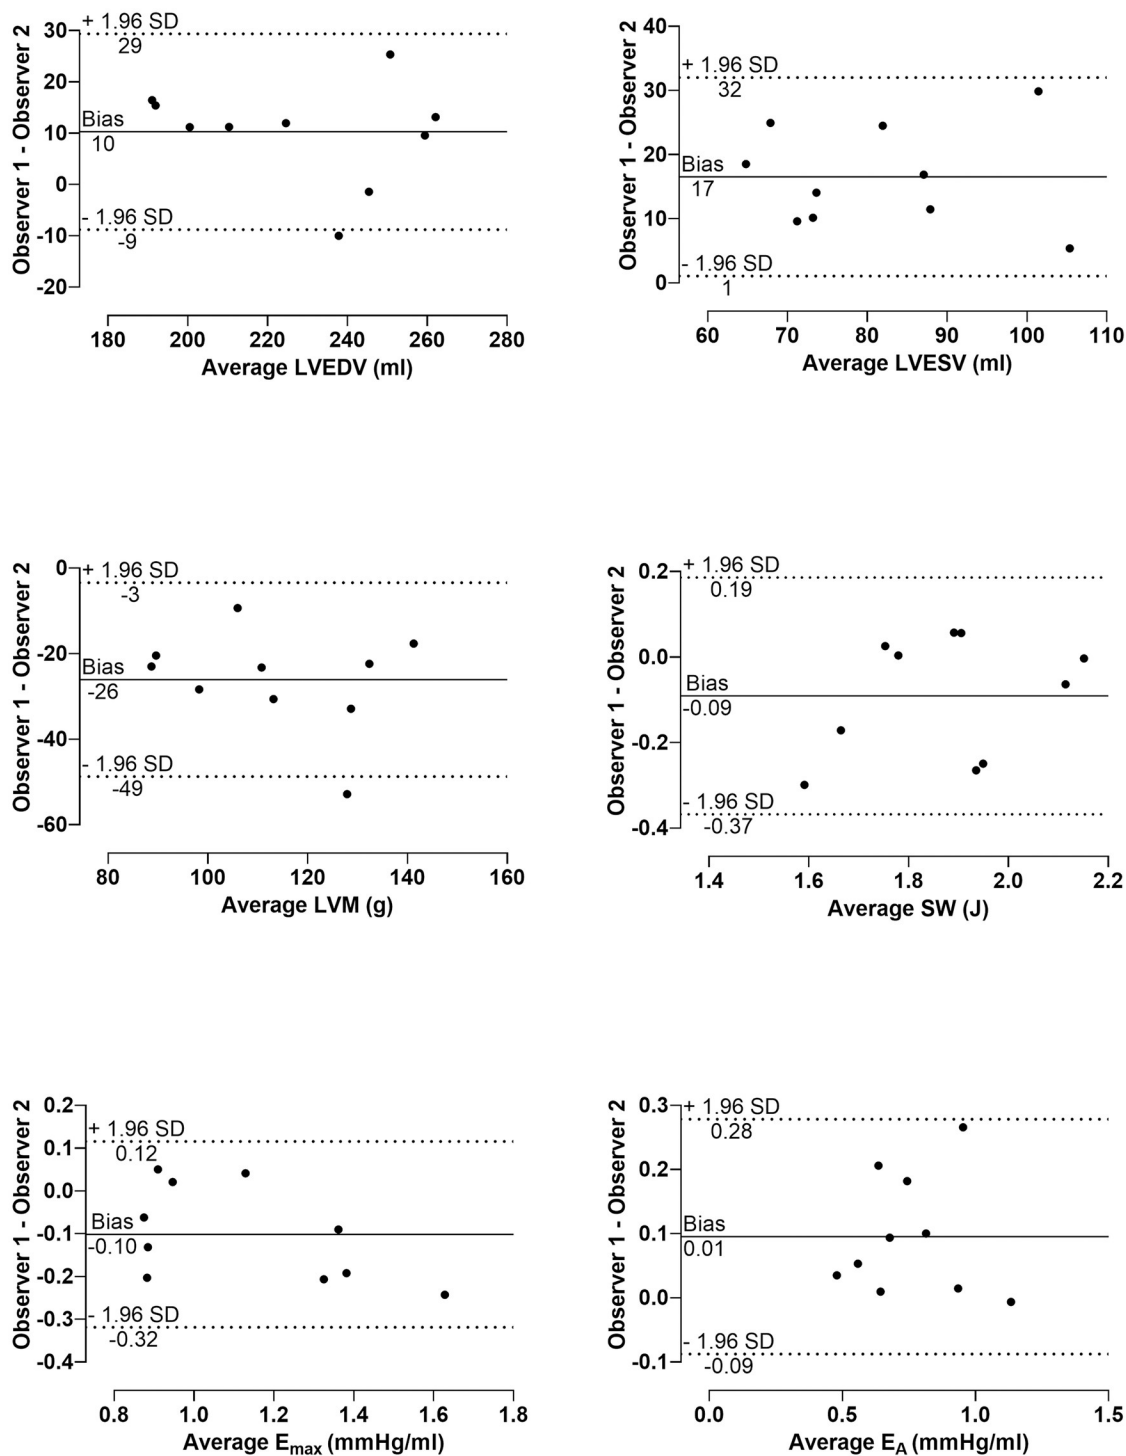 Observer 1 - Observer 2
30
20
10
0
-10
-20
+ 1.96 SD
29
Bias
10
- 1.96 SD
-9
180 200 220 240 260 280
Average LVEDV (ml)
Observer 1 - Observer 2
40
30
20
10
0
+ 1.96 SD
32
Bias
17
- 1.96 SD
1
60 70 80 90 100 110
Average LVESV (ml)
Observer 1 - Observer 2
0
-20
-40
-60
+ 1.96 SD
-3
Bias
-26
- 1.96 SD
-49
80 100 120 140 160
Average LVM (g)
Observer 1 - Observer 2
0.2
0.0
-0.2
-0.4
+ 1.96 SD
0.19
Bias
-0.09
- 1.96 SD
-0.37
1.4 1.6 1.8 2.0 2.2
Average SW (J)
Observer 1 - Observer 2
0.2
0.1
0.0
-0.1
-0.2
-0.3
-0.4
+ 1.96 SD
0.12
Bias
-0.10
- 1.96 SD
-0.32
0.8 1.0 1.2 1.4 1.6 1.8
Average Emax (mmHg/ml)
Observer 1 - Observer 2
0.3
0.2
0.1
0.0
-0.1
+ 1.96 SD
0.28
Bias
0.01
- 1.96 SD
-0.09
0.0 0.5 1.0 1.5
Average EA (mmHg/ml)